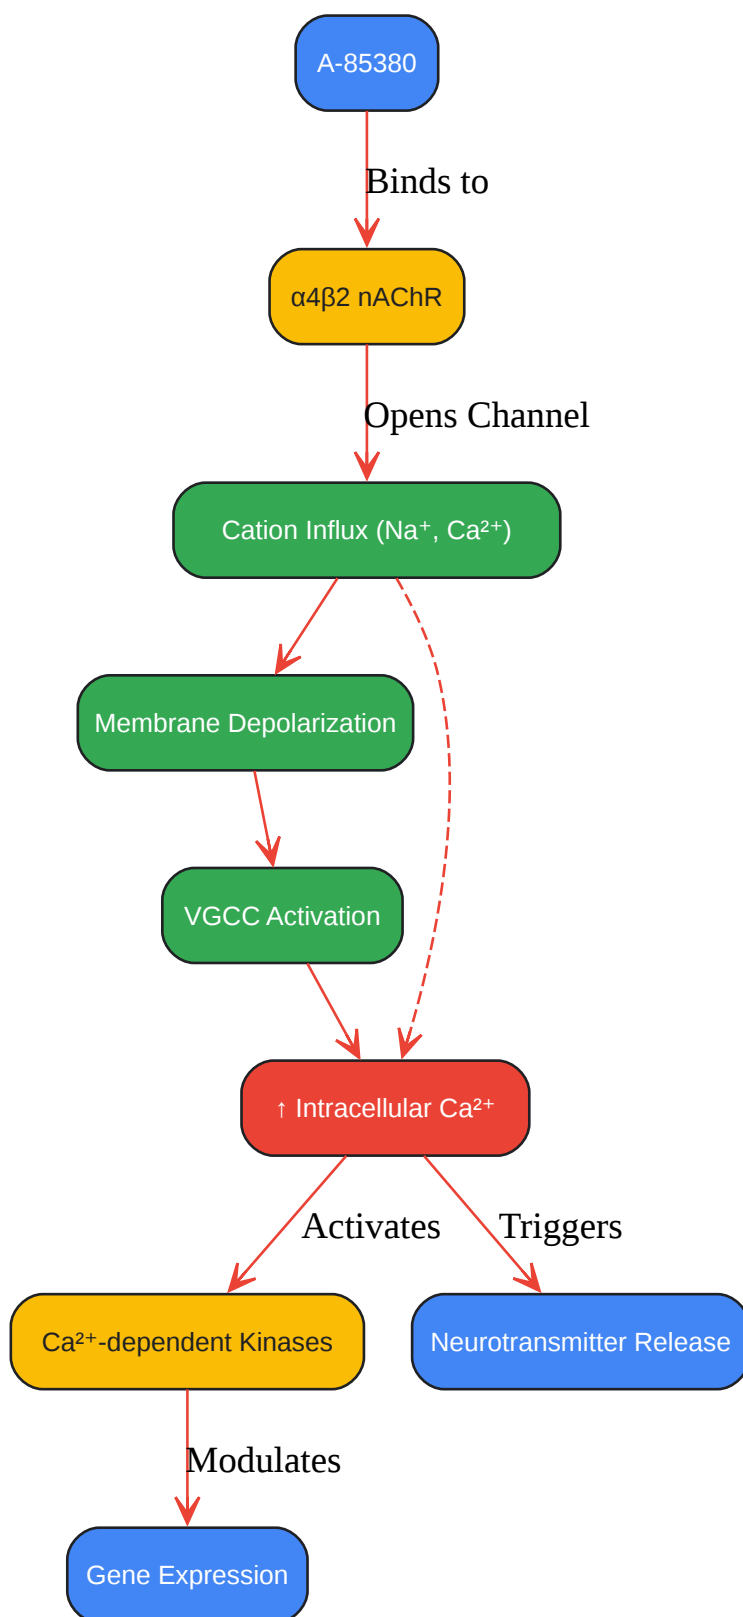 A-85380
Binds to
α4β2 nAChR
Opens Channel
Cation Influx (Na⁺, Ca²⁺)
Membrane Depolarization
VGCC Activation
↑ Intracellular Ca²⁺
Activates
Triggers
Ca²⁺-dependent Kinases
Neurotransmitter Release
Modulates
Gene Expression